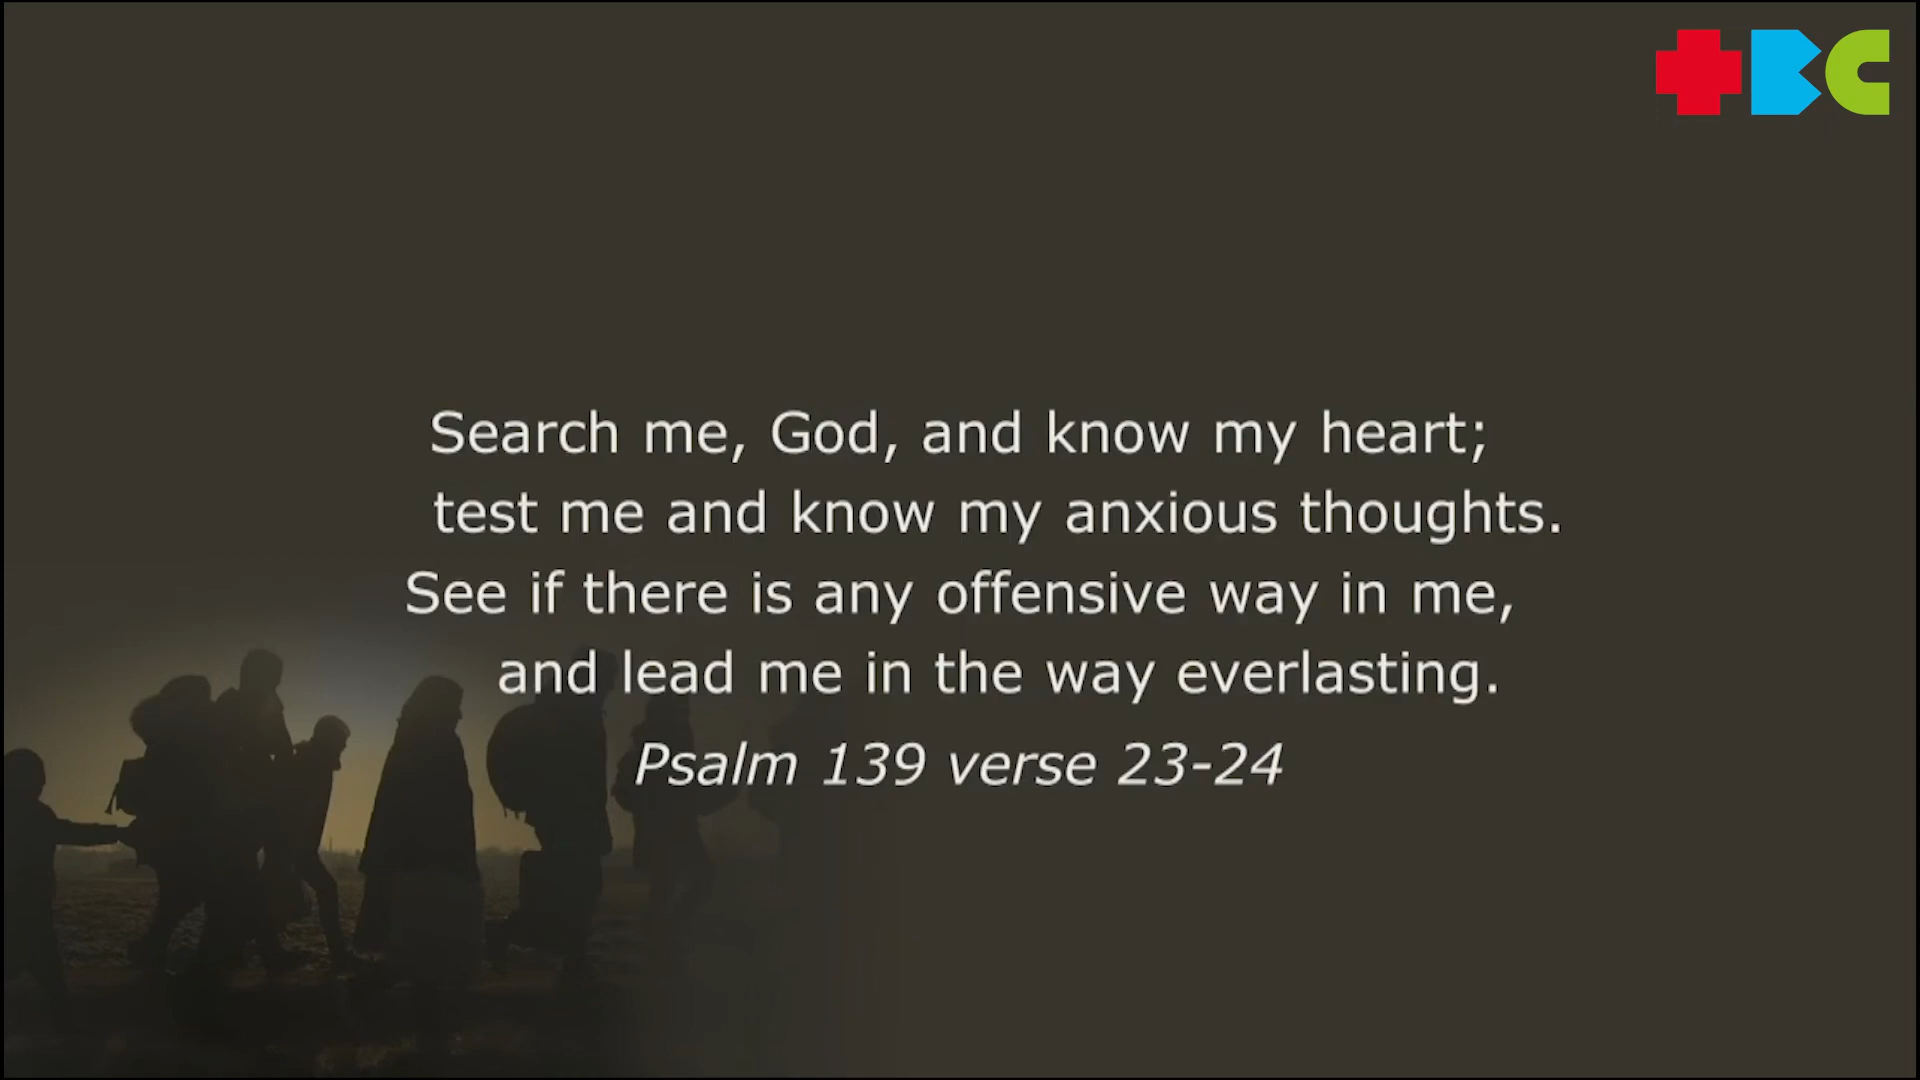 BC
Search me, God, and know my heart;
test me and know my anxious thoughts.
See if there is any offensive way in me,
and lead me in the way everlasting.
Psalm 139 verse 23-24